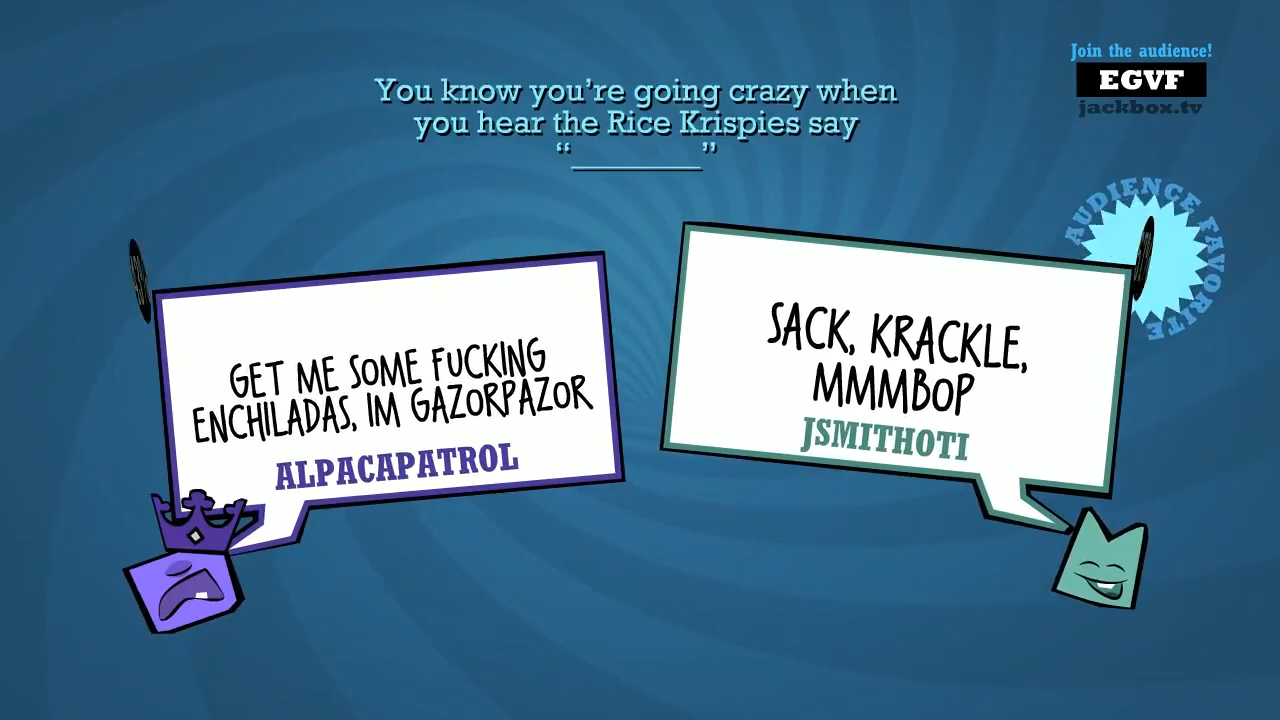 Join the audience!
EGVF
jackbox.tv
You know you're going crazy when
you hear the Rice Krispies say
“________”
AUDIENCE FAVORITE
GET ME SOME FUCKING
ENCHILADAS, IM GAZORPAZOR
ALPACAPATROL
SACK, KRACKLE,
MMMBOP
JSMITHOTI